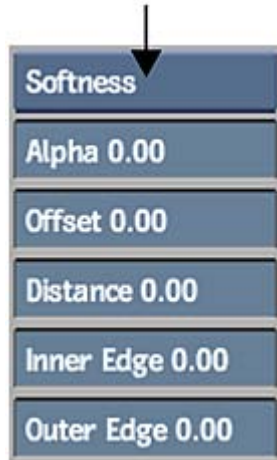 Softness
Alpha 0.00
Offset 0.00
Distance 0.00
Inner Edge 0.00
Outer Edge 0.00